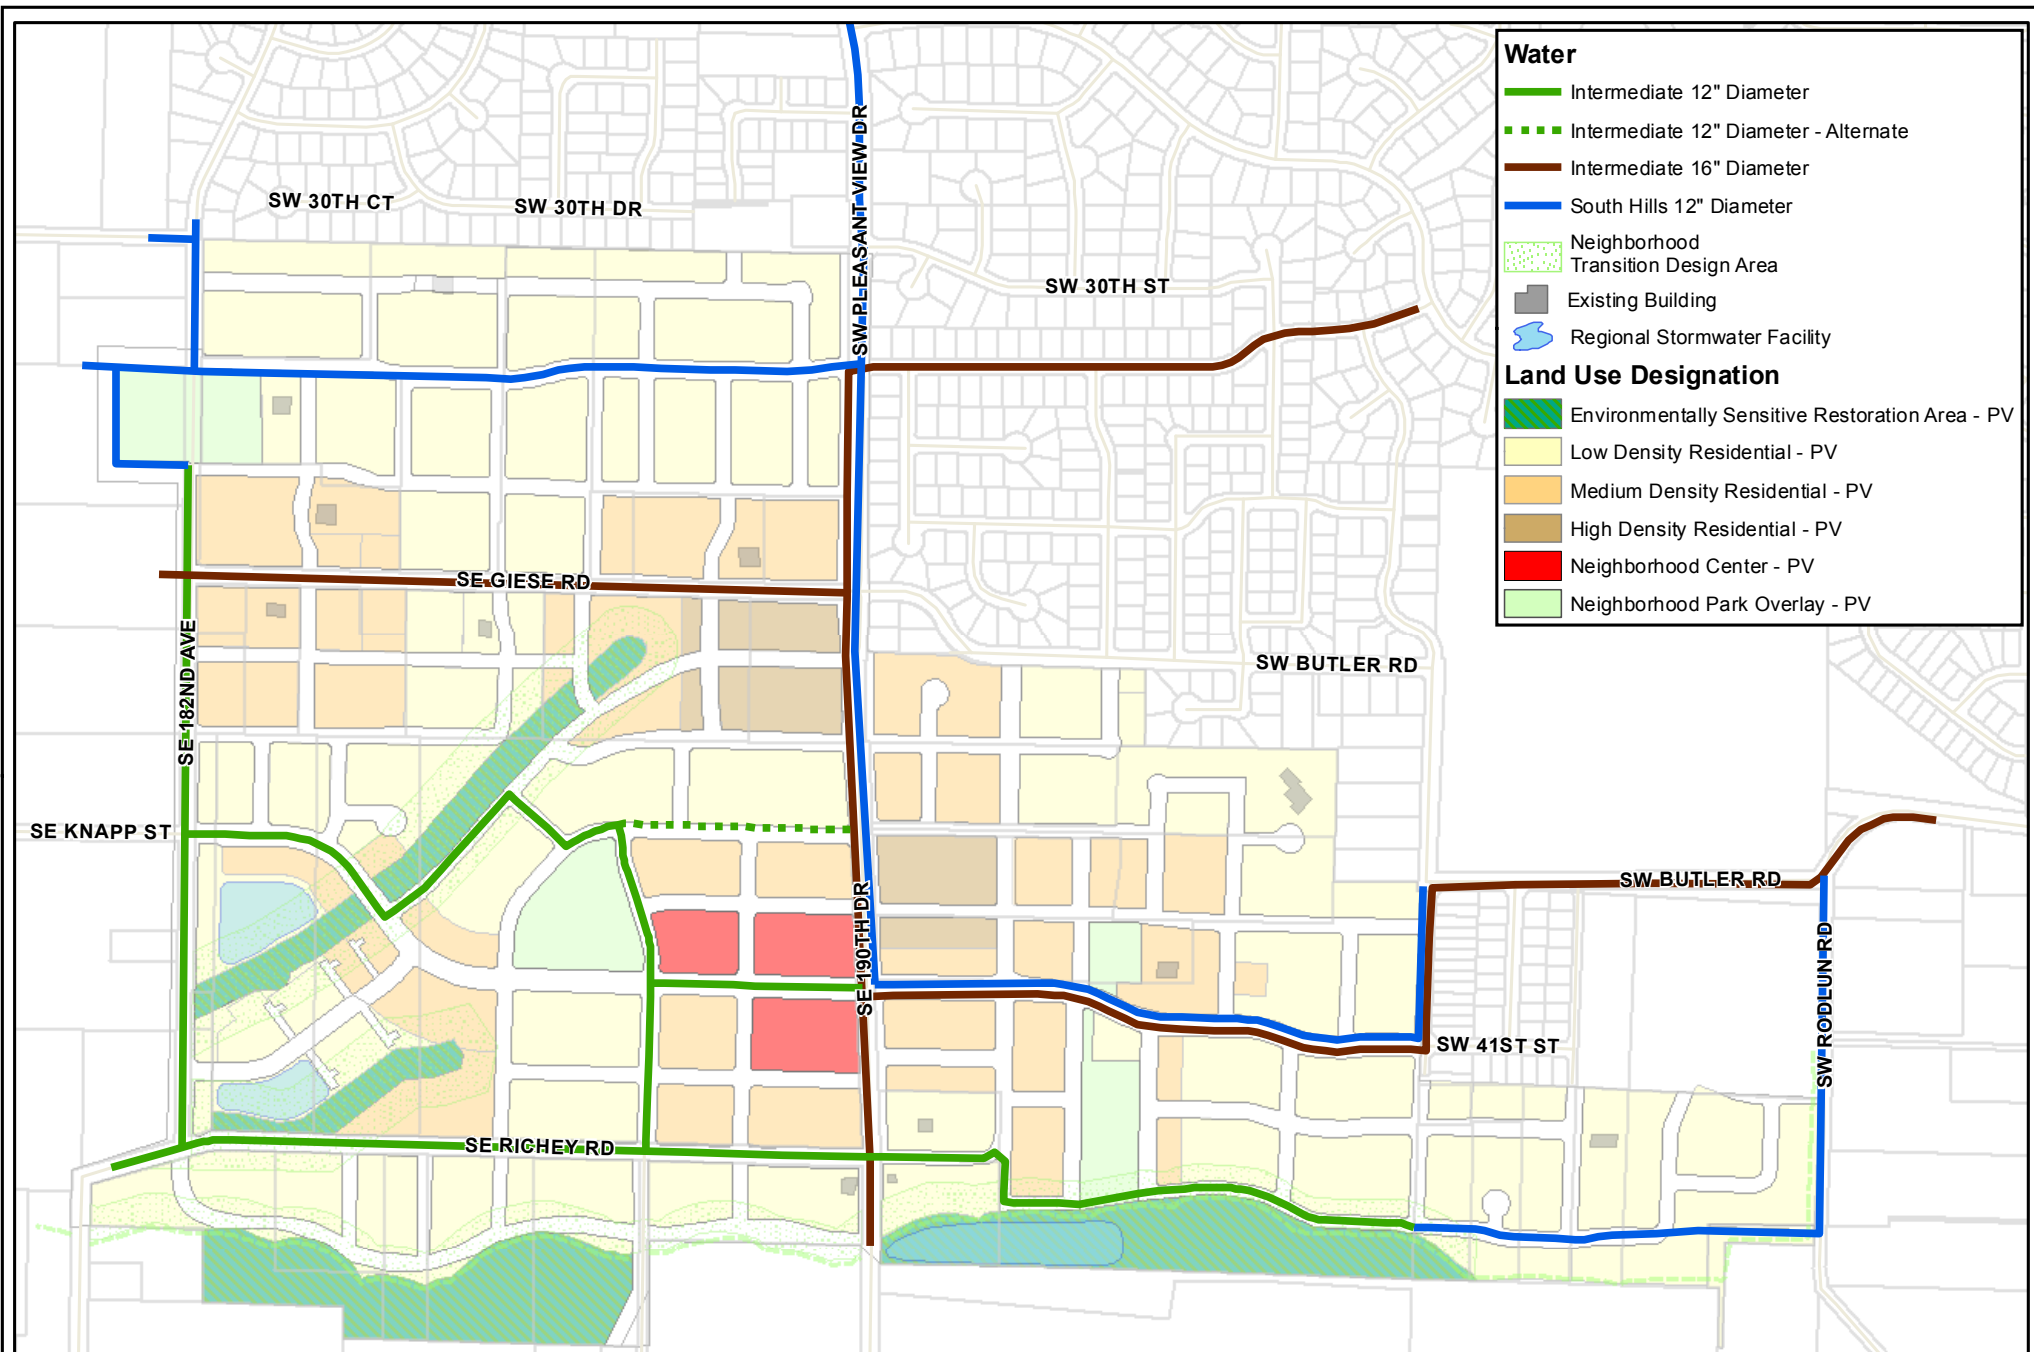 Water
Intermediate 12" Diameter
Intermediate 12" Diameter - Alternate
Intermediate 16" Diameter
South Hills 12" Diameter
Neighborhood
Transition Design Area
Existing Building
Regional Stormwater Facility
Land Use Designation
Environmentally Sensitive Restoration Area - PV
Low Density Residential - PV
Medium Density Residential - PV
High Density Residential - PV
Neighborhood Center - PV
Neighborhood Park Overlay - PV
SW 30TH CT
SW 30TH DR
SW PLEASANT VIEW DR
SW 30TH ST
SE GIESE RD
SE 182ND AVE
SW BUTLER RD
SE KNAPP ST
SE 190TH DR
SW BUTLER RD
SW RODLUN RD
SW 41ST ST
SE RICHEY RD